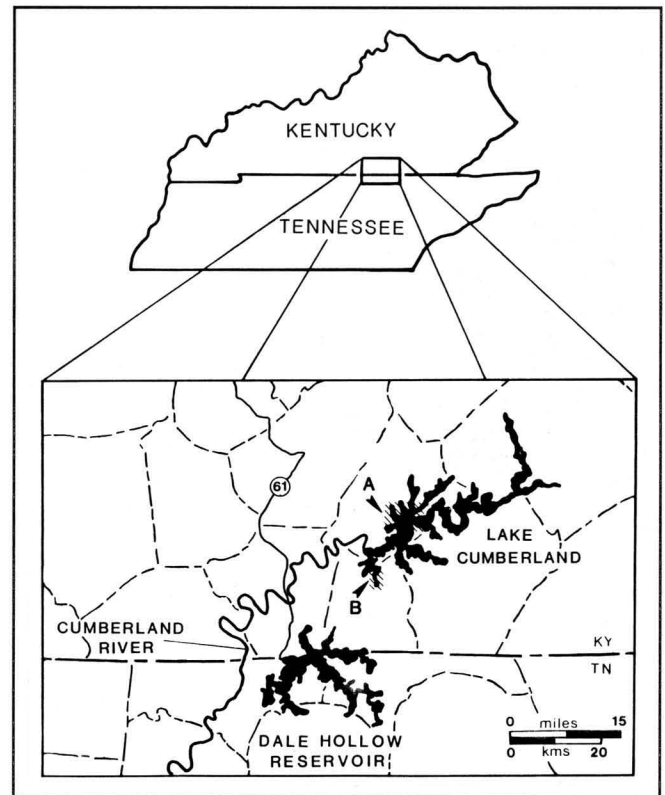 KENTUCKY
TENNESSEE
61
A
LAKE
CUMBERLAND
B
CUMBERLAND
RIVER
KY
TN
DALE HOLLOW
RESERVOIR
0 miles 15
0 kms 20